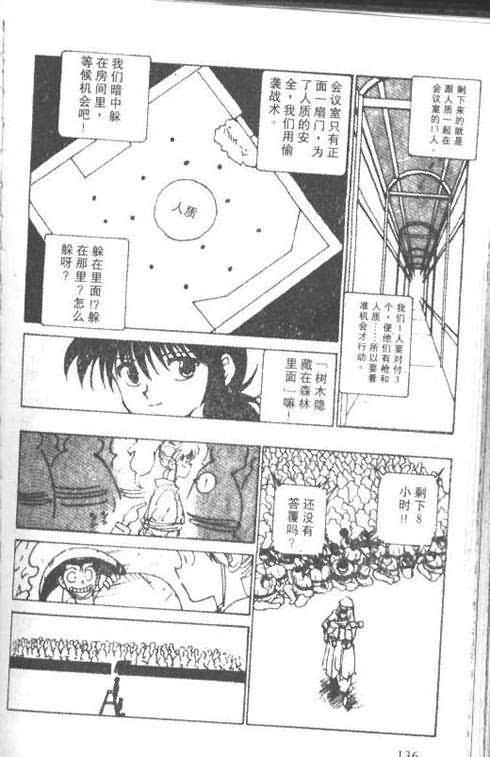 剩下来的就是
跟人质一起在
会议室的11人。
我们1人要对付3
个，便他们有枪和
人质……所以要看
准机会才行动。
会议室只有正
面一扇门，为
了人质的安
全，我们用偷
袭战术。
我们暗中躲
在房间里，
等候机会吧！
人质
躲在里面!?躲
在那里？怎么
躲呀？
「树木隐
藏在森林
里面」嘛！
剩下8
小时!!
还没有
答覆吗？
！
136